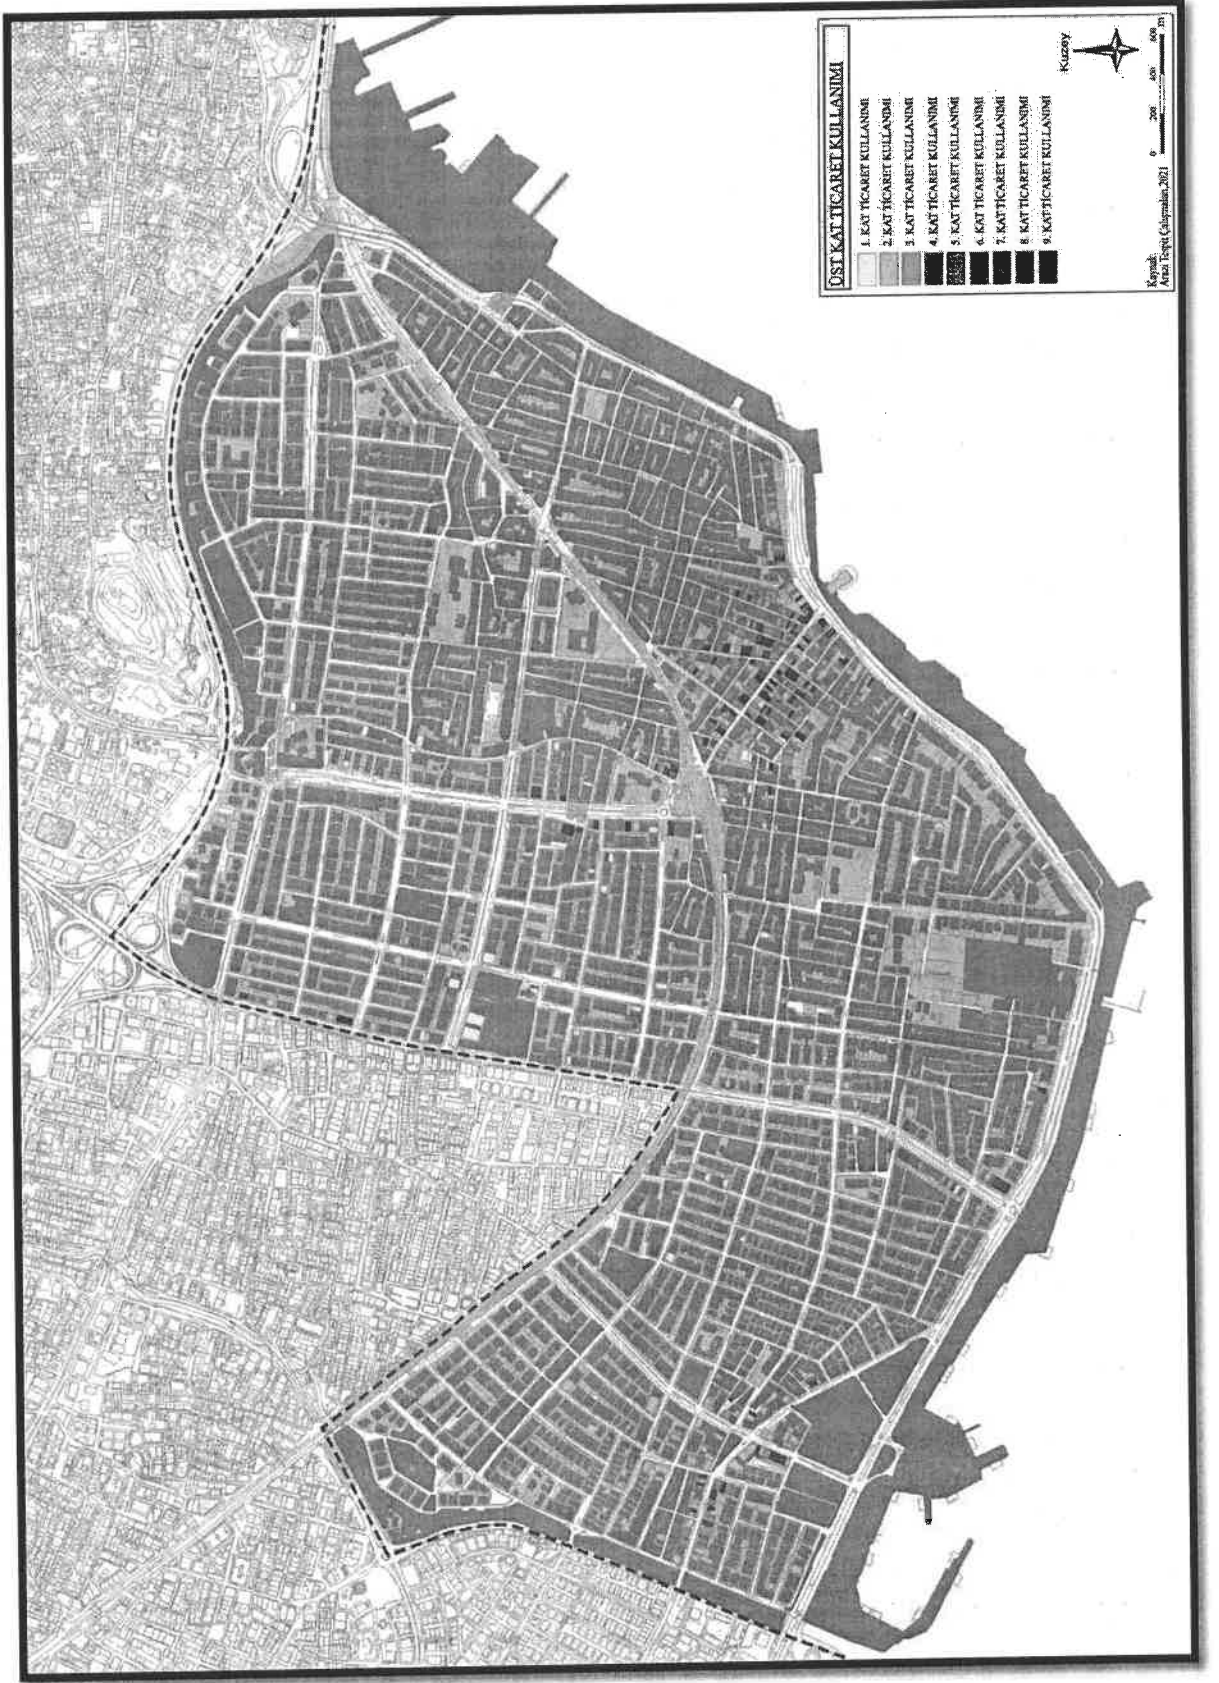 ÜST KAT TİCARET KULLANIMI
1. KAT TİCARET KULLANIMI
2. KAT TİCARET KULLANIMI
3. KAT TİCARET KULLANIMI
4. KAT TİCARET KULLANIMI
5. KAT TİCARET KULLANIMI
6. KAT TİCARET KULLANIMI
7. KAT TİCARET KULLANIMI
8. KAT TİCARET KULLANIMI
9. KAT TİCARET KULLANIMI
Kuzey
0 200 400 600 m
Kaynak:
Arazi Tespit Çalışmaları,2021